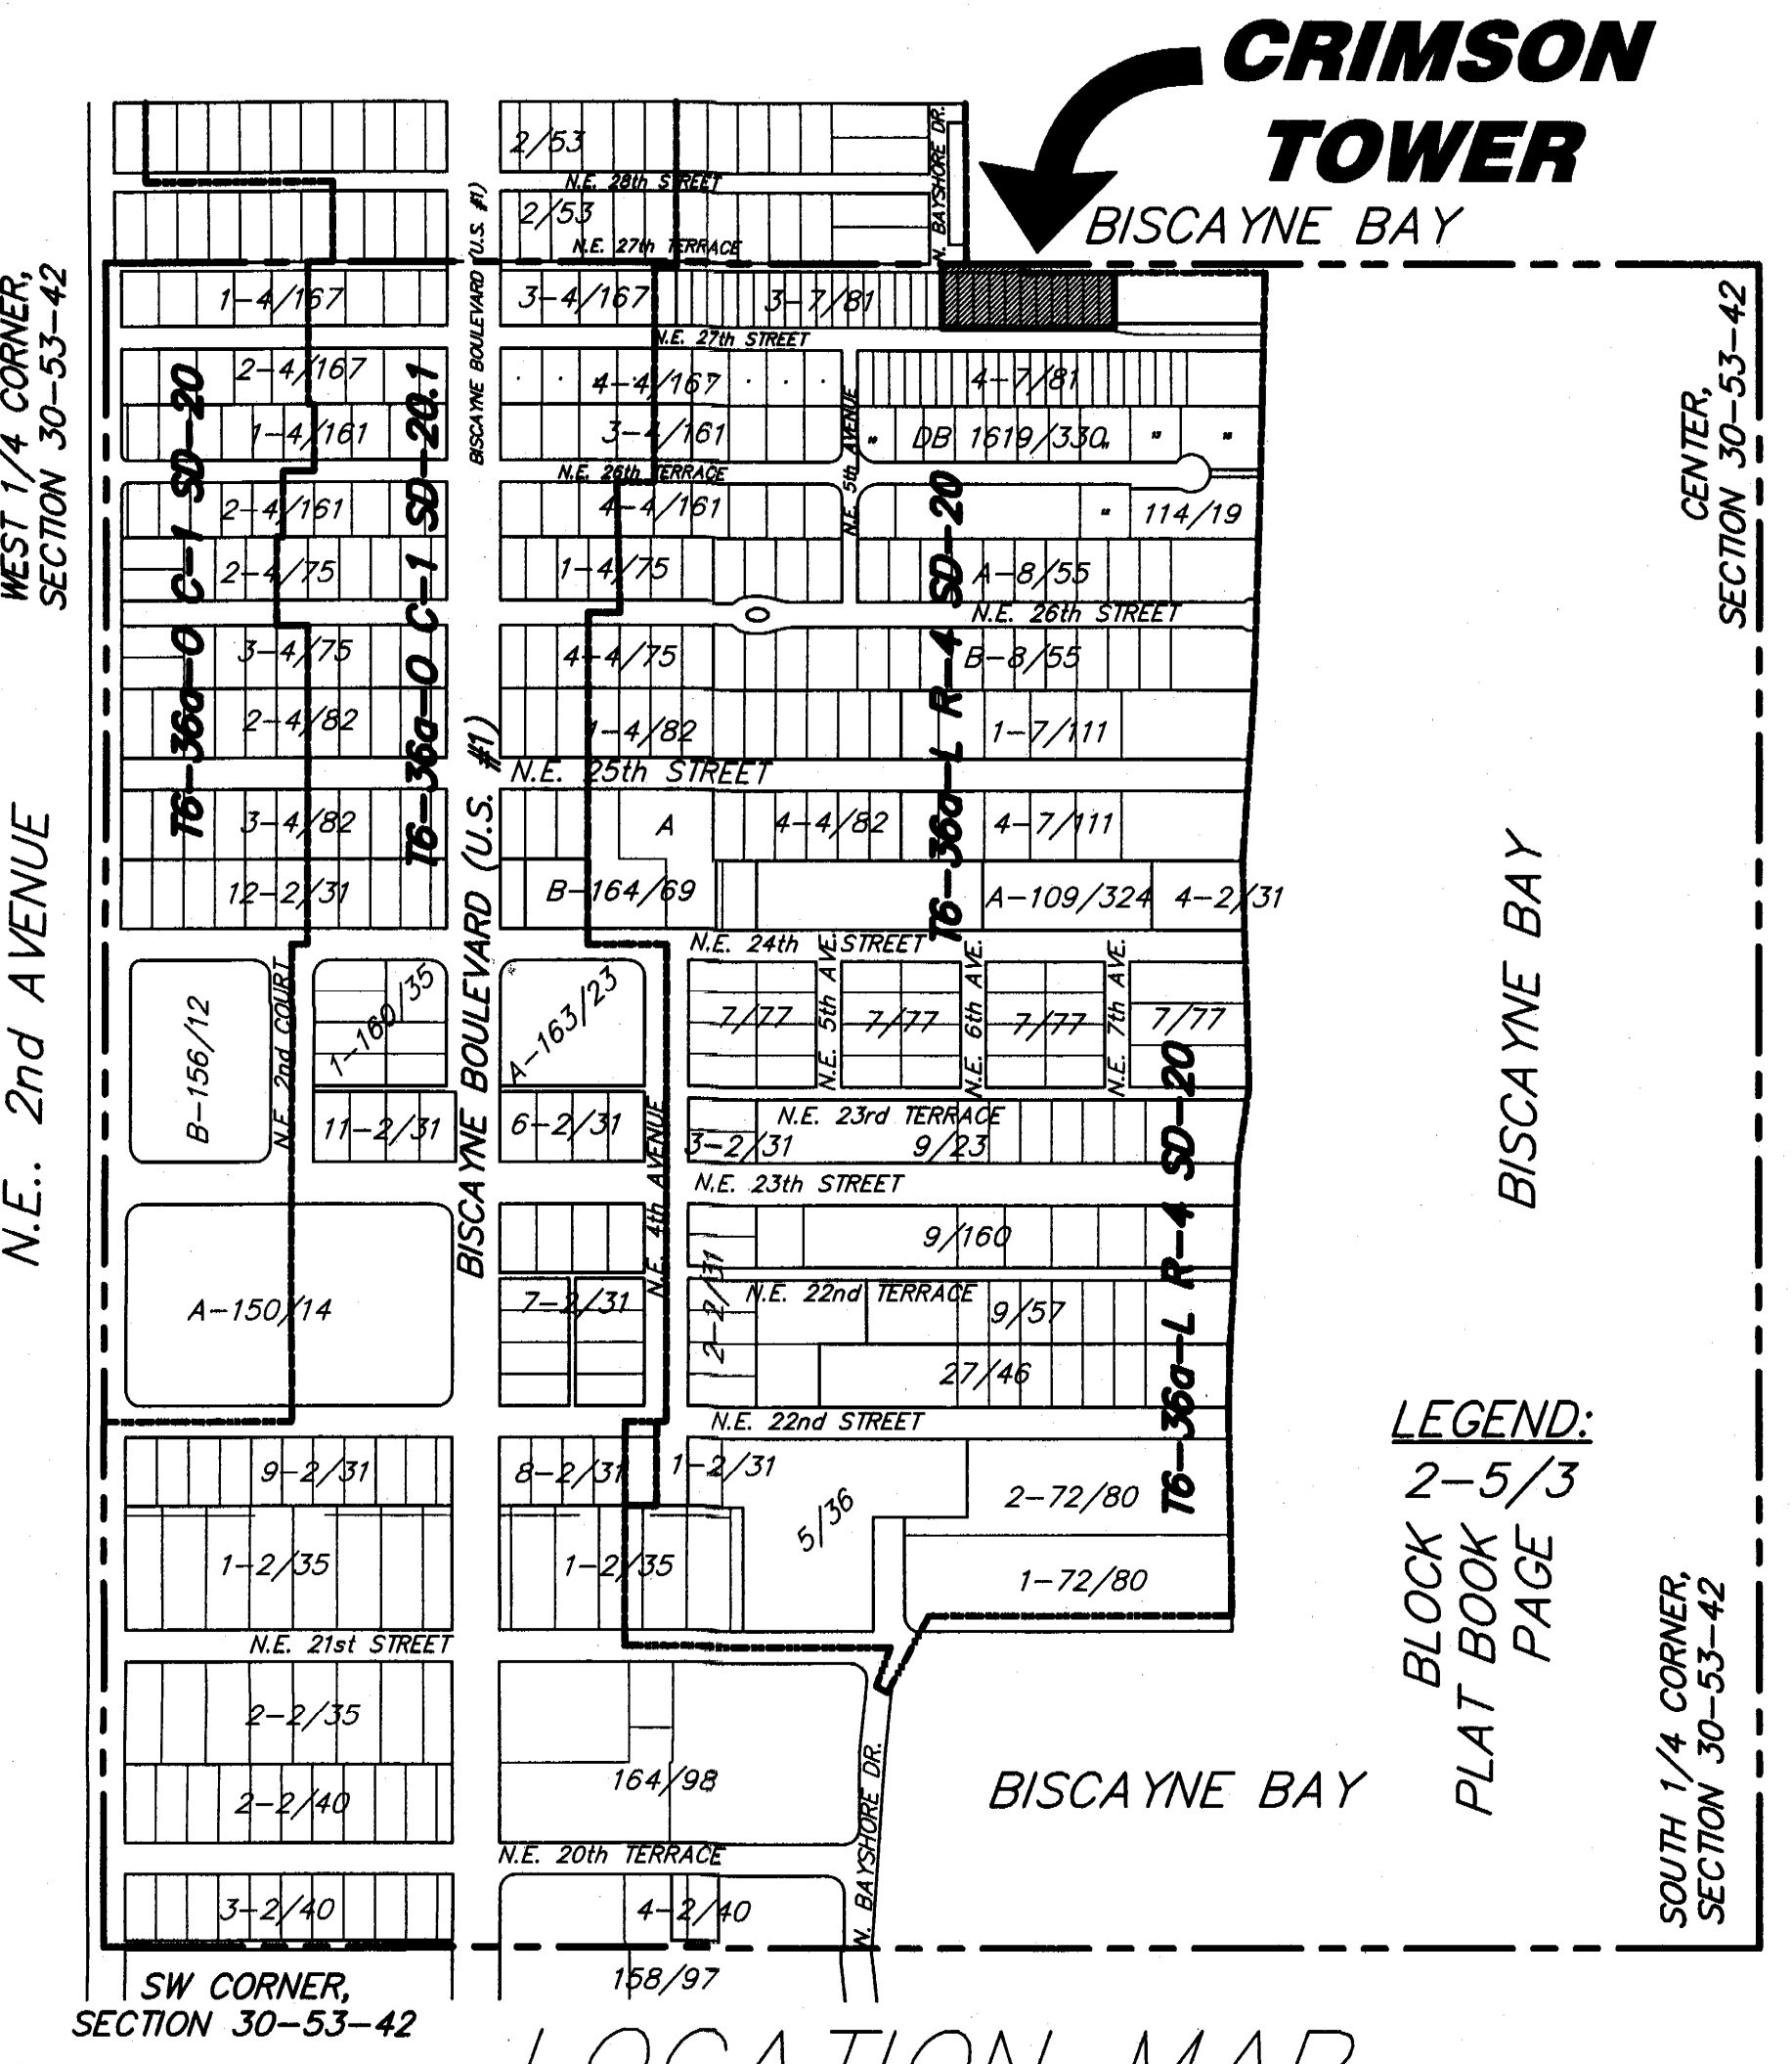 CRIMSON
TOWER
BISCAYNE BAY
2/53
N. BAYSHORE DR.
N.E. 28th STREET
2/53
N.E. 27th TERRACE
WEST 1/4 CORNER,
SECTION 30-53-42
1-4/167
3-4/167
3-7/81
N.E. 27th STREET
BISCAYNE BOULEVARD (U.S. #1)
CENTER,
SECTION 30-53-42
2-4/167
4-4/167
4-7/81
1-4/161
3-4/161
N.E. 5th AVENUE
" DB 1619/330 " " "
N.E. 26th TERRACE
2-4/161
4-4/161
" 114/19
2-4/75
1-4/75
A-8/55
N.E. 26th STREET
3-4/75
4-4/75
B-8/55
2-4/82
1-4/82
1-7/111
T6-36a-O C-1 SD-20
T6-36a-O C-1 SD-20.1
T6-36a-L R-4 SD-20
N.E. 25th STREET
3-4/82
A
4-4/82
4-7/111
12-2/31
B-164/69
A-109/324
4-2/31
N.E. 24th STREET
N.E.. 2nd AVENUE
BISCAYNE BOULEVARD (U.S. #1)
BISCAYNE BAY
B-156/12
N.E. 2nd COURT
1-160/35
A-163/23
7/77
N.E. 5th AVE.
7/77
N.E. 6th AVE.
7/77
N.E. 7th AVE.
7/77
11-2/31
6-2/31
N.E. 4th AVENUE
3-2/31
N.E. 23rd TERRACE
9/23
N.E. 23th STREET
9/160
A-150/14
7-2/31
2-2/31
N.E. 22nd TERRACE
9/57
27/46
T6-36a-L R-4 SD-20
N.E. 22nd STREET
9-2/31
8-2/31
1-2/31
5/36
2-72/80
1-2/35
1-2/35
1-72/80
LEGEND:
2-5/3
BLOCK
PLAT BOOK
PAGE
N.E. 21st STREET
2-2/35
2-2/40
164/98
N. BAYSHORE DR.
BISCAYNE BAY
SOUTH 1/4 CORNER,
SECTION 30-53-42
N.E. 20th TERRACE
3-2/40
4-2/40
158/97
SW CORNER,
SECTION 30-53-42
LOCATION MAP